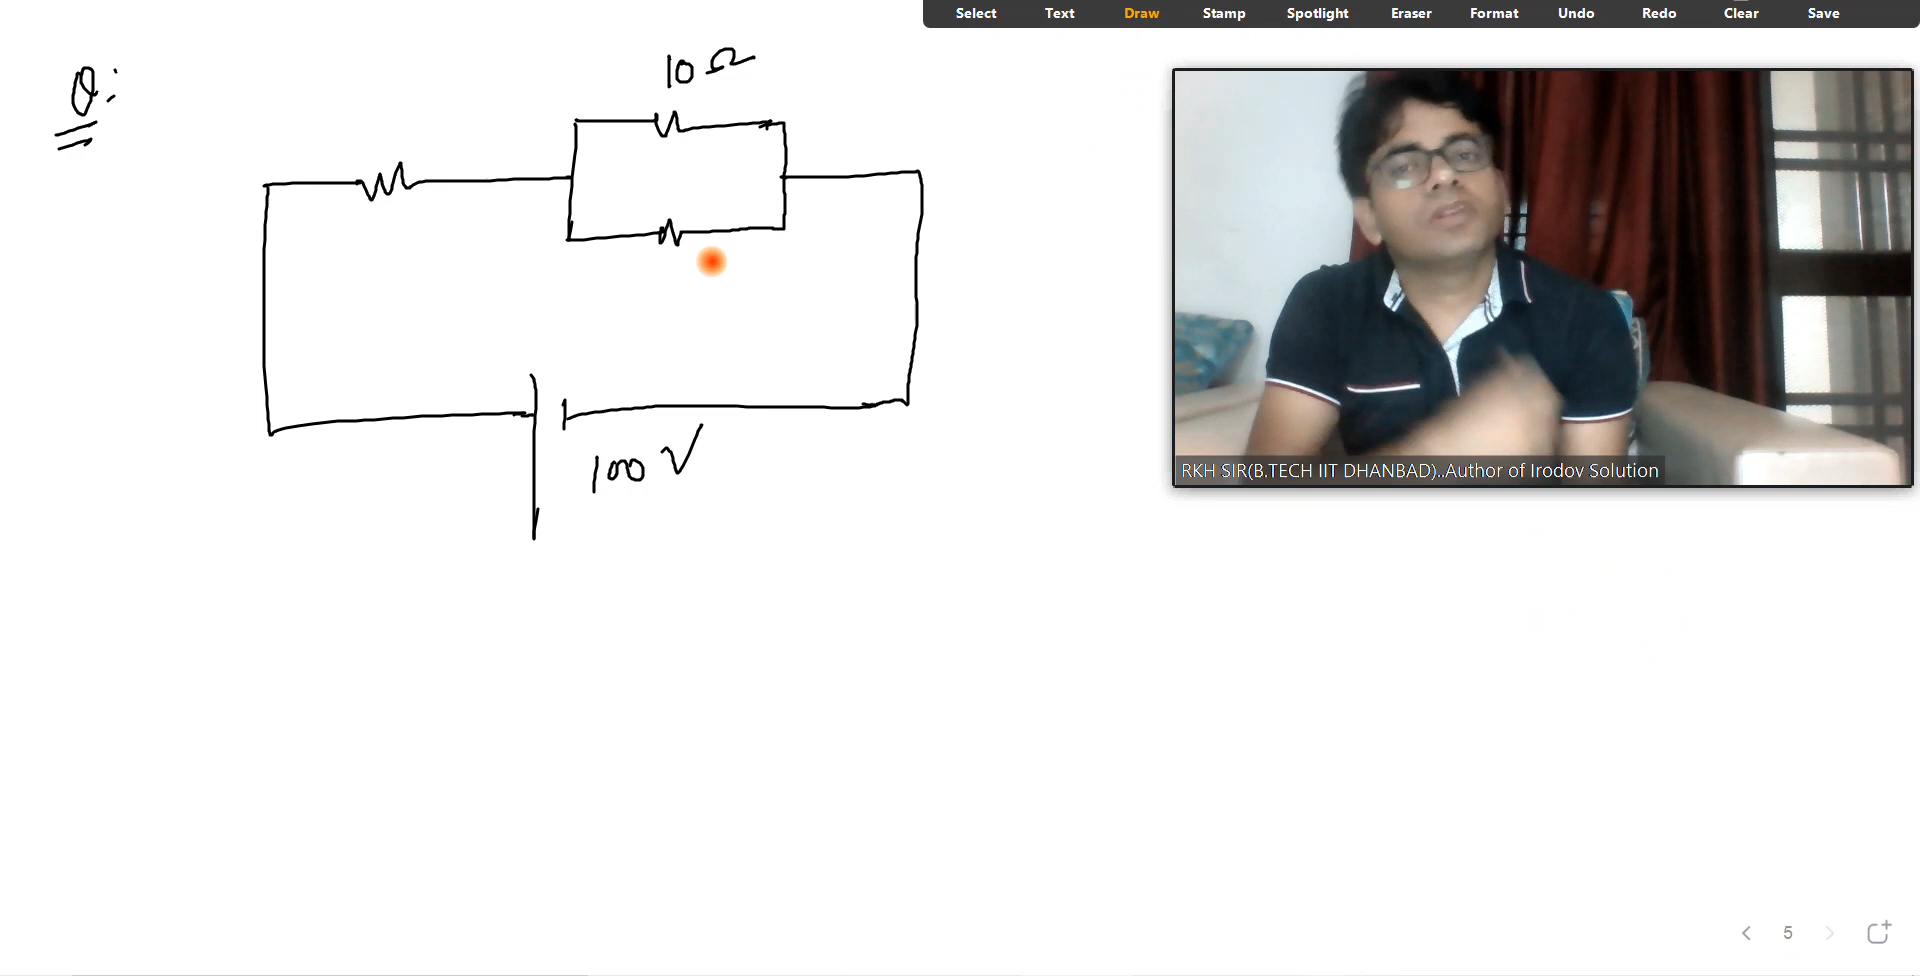 Select Text Draw Stamp Spotlight Eraser Format Undo Redo Clear Save
Q:
10 Ω
100 V
RKH SIR(B.TECH IIT DHANBAD)..Author of Irodov Solution
5